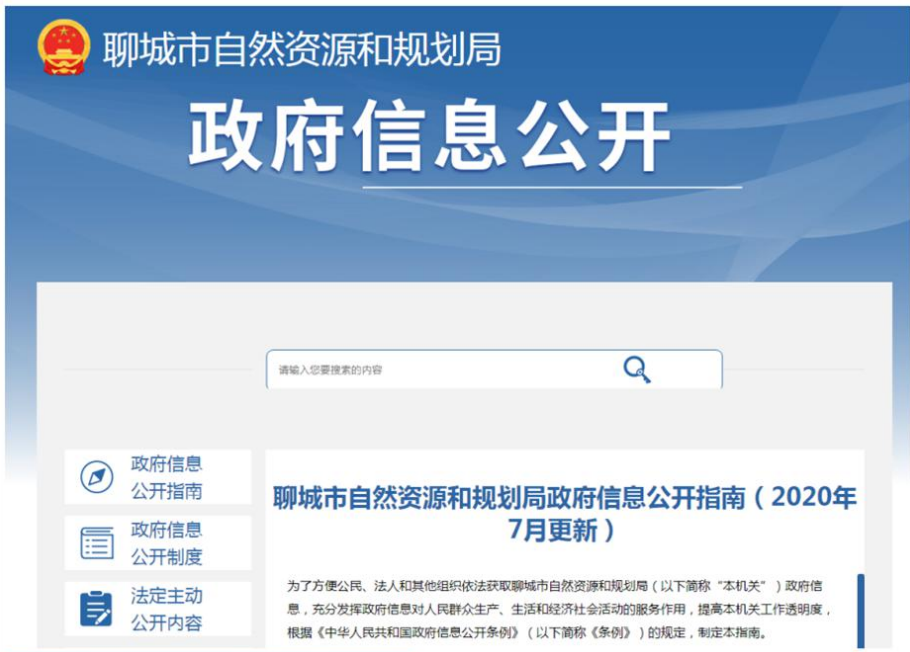 聊城市自然资源和规划局
政府信息公开
请输入您要搜索的内容
政府信息
公开指南
政府信息
公开制度
法定主动
公开内容
聊城市自然资源和规划局政府信息公开指南（2020年
7月更新）
为了方便公民、法人和其他组织依法获取聊城市自然资源和规划局（以下简称“本机关”）政府信
息，充分发挥政府信息对人民群众生产、生活和经济社会活动的服务作用，提高本机关工作透明度，
根据《中华人民共和国政府信息公开条例》（以下简称《条例》）的规定，制定本指南。